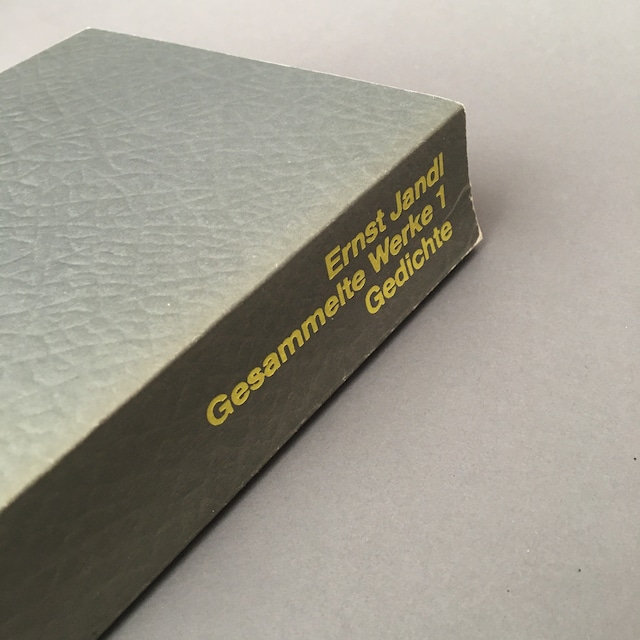 Ernst Jandl
Gesammelte Werke 1
Gedichte